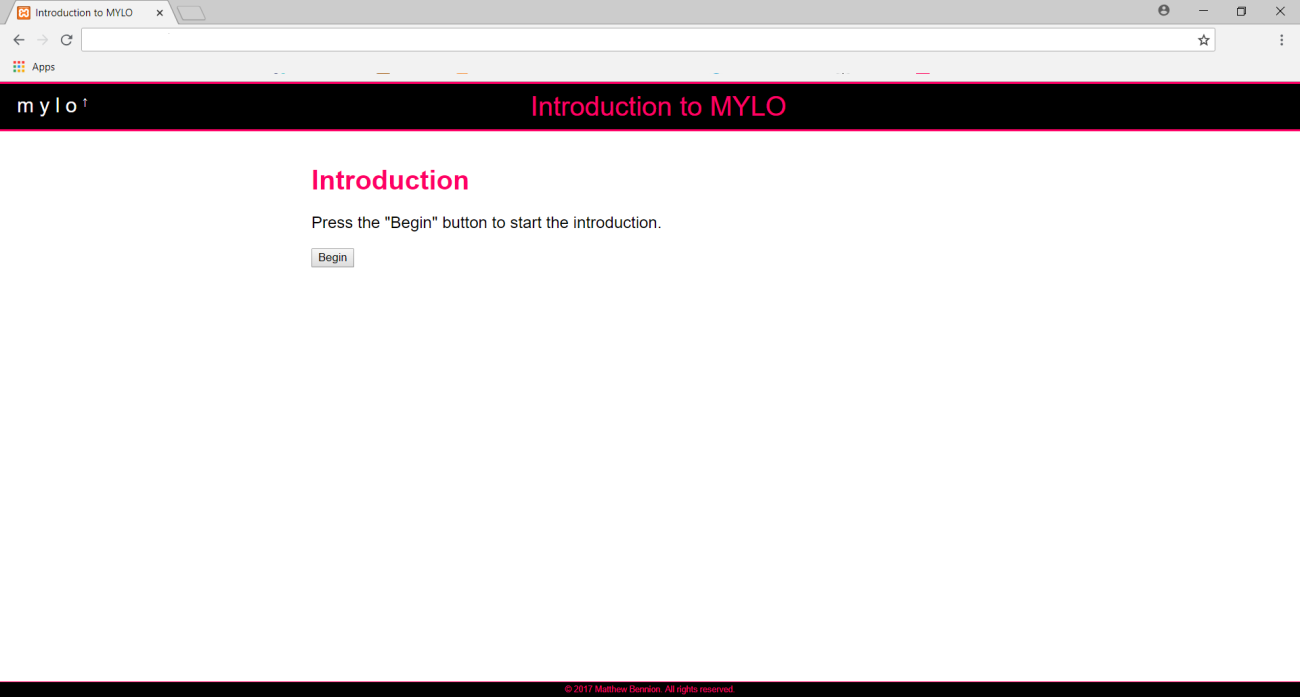 Introduction to MYLO
Apps
mylo↑
Introduction to MYLO
Introduction
Press the "Begin" button to start the introduction.
Begin
© 2017 Matthew Bennion. All rights reserved.